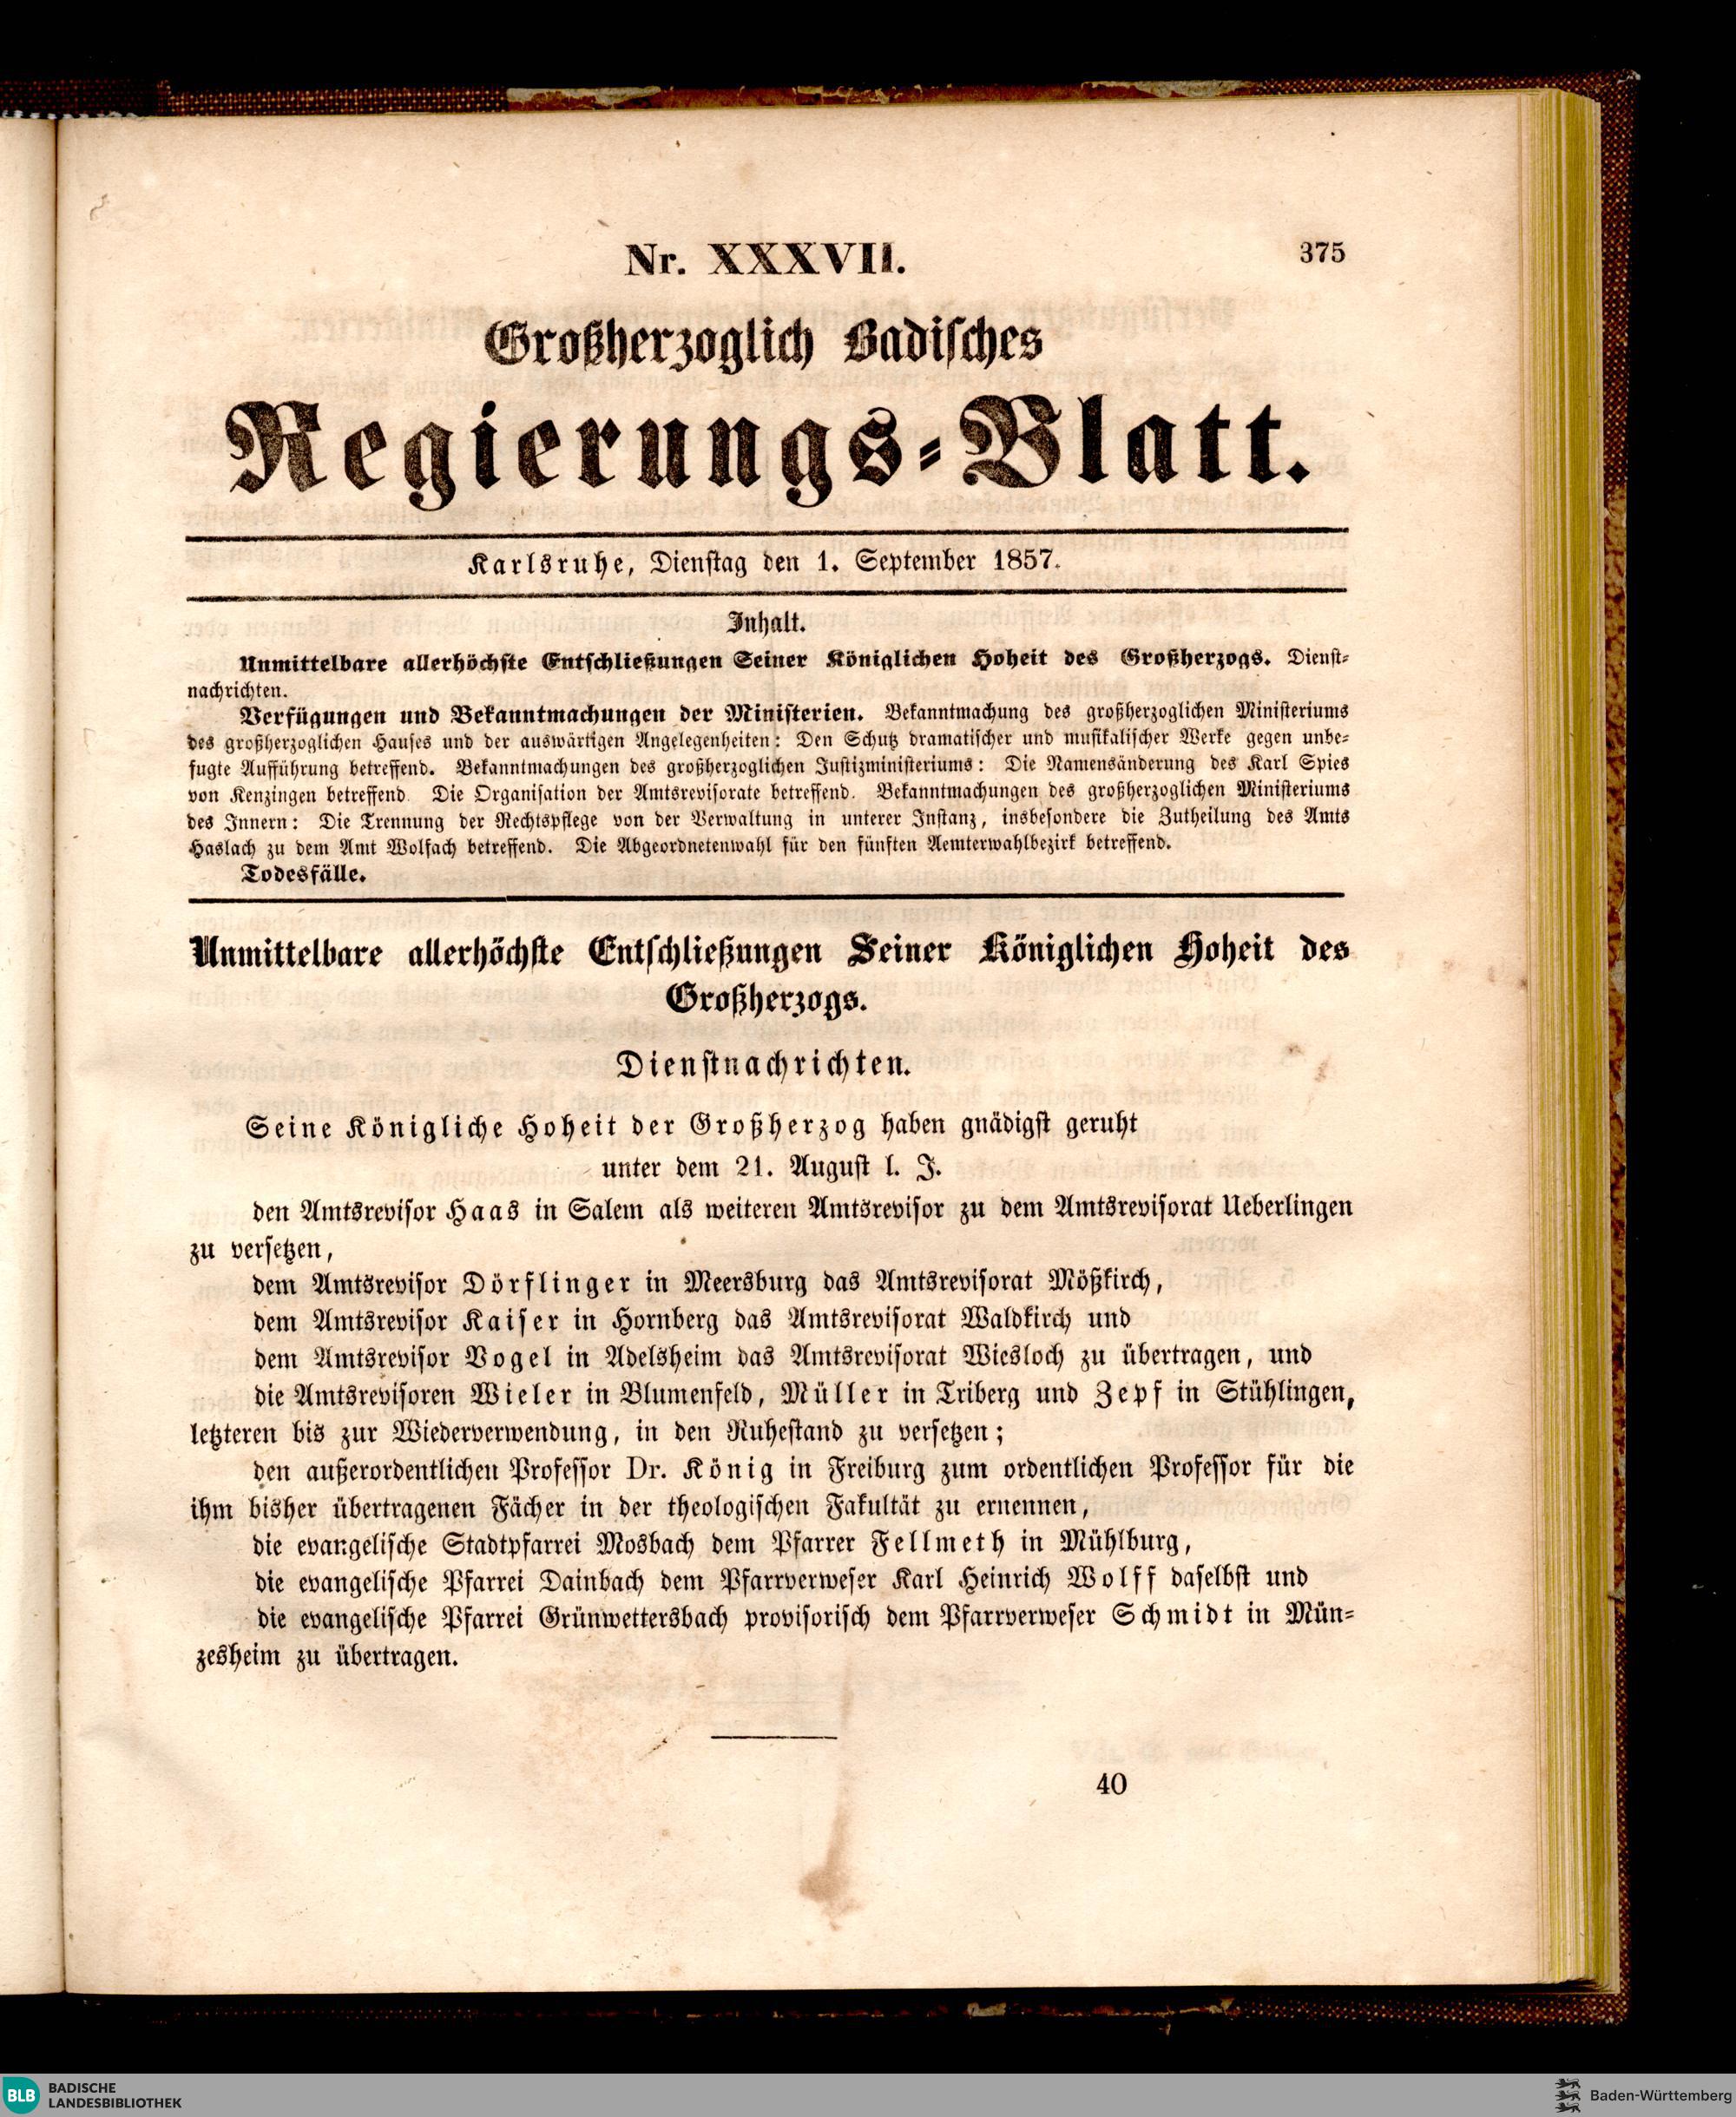 Nr. XXXVII.
375
Großherzoglich Badisches
Regierungs-Blatt.
Karlsruhe, Dienstag den 1. September 1857.
Inhalt.
Unmittelbare allerhöchste Entschließungen Seiner Königlichen Hoheit des Großherzogs. Dienst-
nachrichten.
Verfügungen und Bekanntmachungen der Ministerien. Bekanntmachung des großherzoglichen Ministeriums
des großherzoglichen Hauses und der auswärtigen Angelegenheiten: Den Schutz dramatischer und musikalischer Werke gegen unbe-
fugte Aufführung betreffend. Bekanntmachungen des großherzoglichen Justizministeriums: Die Namensänderung des Karl Spies
von Kenzingen betreffend. Die Organisation der Amtsrevisorate betreffend. Bekanntmachungen des großherzoglichen Ministeriums
des Innern: Die Trennung der Rechtspflege von der Verwaltung in unterer Instanz, insbesondere die Zutheilung des Amts
Haslach zu dem Amt Wolfach betreffend. Die Abgeordnetenwahl für den fünften Aemterwahlbezirk betreffend.
Todesfälle.
Unmittelbare allerhöchste Entschließungen Seiner Königlichen Hoheit des
Großherzogs.
Dienstnachrichten.
Seine Königliche Hoheit der Großherzog haben gnädigst geruht
unter dem 21. August l. J.
den Amtsrevisor Haas in Salem als weiteren Amtsrevisor zu dem Amtsrevisorat Ueberlingen
zu versetzen,
dem Amtsrevisor Dörflinger in Meersburg das Amtsrevisorat Mößkirch,
dem Amtsrevisor Kaiser in Hornberg das Amtsrevisorat Waldkirch und
dem Amtsrevisor Vogel in Adelsheim das Amtsrevisorat Wiesloch zu übertragen, und
die Amtsrevisoren Wieler in Blumenfeld, Müller in Triberg und Zepf in Stühlingen,
letzteren bis zur Wiederverwendung, in den Ruhestand zu versetzen;
den außerordentlichen Professor Dr. König in Freiburg zum ordentlichen Professor für die
ihm bisher übertragenen Fächer in der theologischen Fakultät zu ernennen,
die evangelische Stadtpfarrei Mosbach dem Pfarrer Fellmeth in Mühlburg,
die evangelische Pfarrei Dainbach dem Pfarrverweser Karl Heinrich Wolff daselbst und
die evangelische Pfarrei Grünwettersbach provisorisch dem Pfarrverweser Schmidt in Mün-
zesheim zu übertragen.
40
BLB BADISCHE
LANDESBIBLIOTHEK
Baden-Württemberg